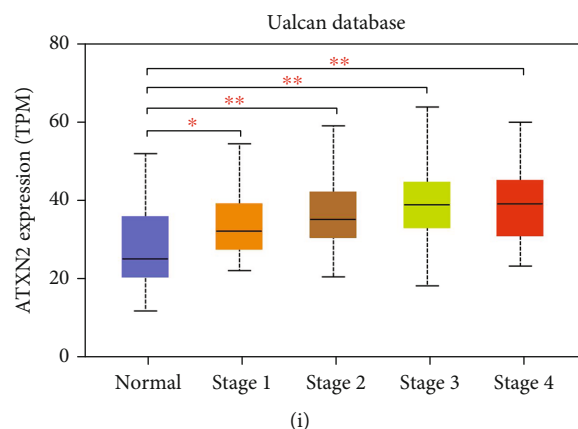 Ualcan database
ATXN2 expression (TPM)
80
60
40
20
0
**
**
**
*
Normal Stage 1 Stage 2 Stage 3 Stage 4
(i)